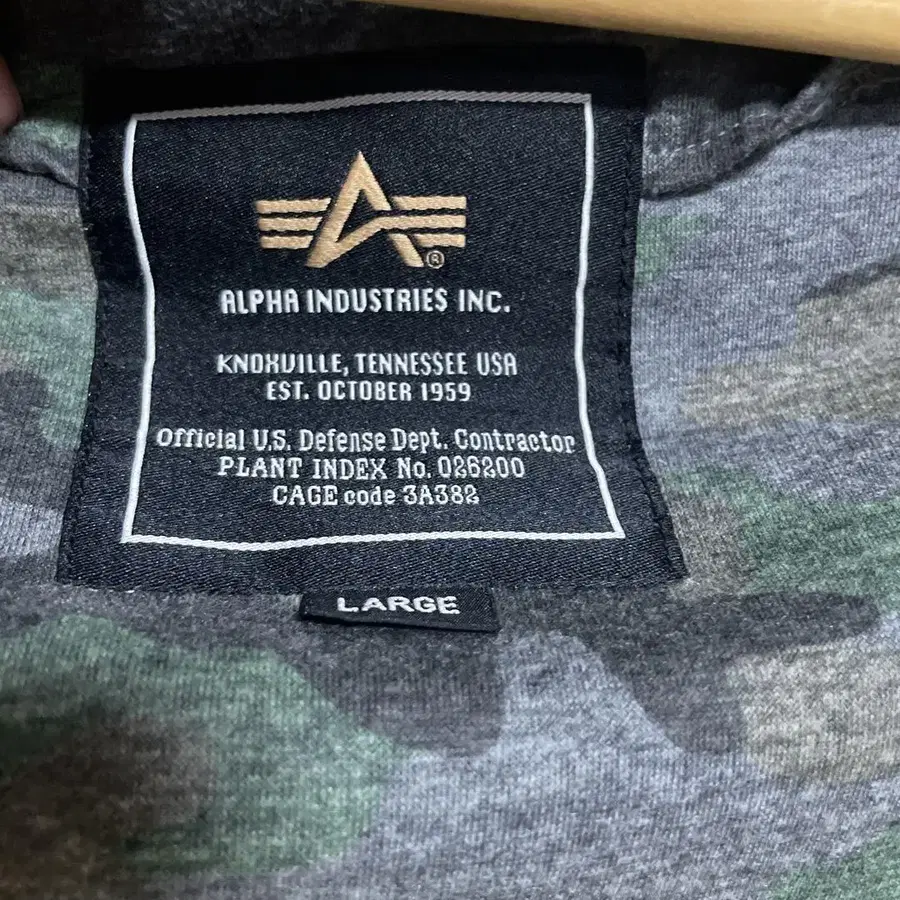 ALPHA INDUSTRIES INC.
KNOXVILLE, TENNESSEE USA
EST. OCTOBER 1959
Official U.S. Defense Dept. Contractor
PLANT INDEX No. 026200
CAGE code 3A382
LARGE